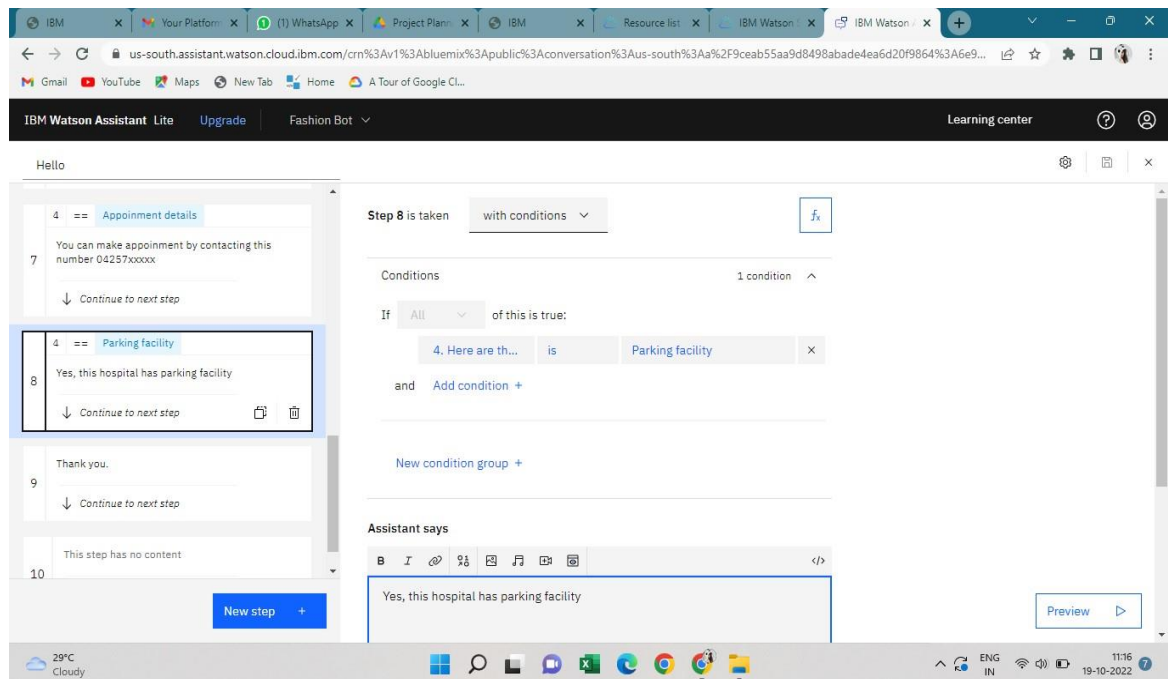 IBM
Your Platform
(1) WhatsApp
Project Plann
IBM
Resource list
IBM Watson
IBM Watson
us-south.assistant.watson.cloud.ibm.com/crn%3Av1%3Abluemix%3Apublic%3Aconversation%3Aus-south%3Aa%2F9ceab55aa9d8498abade4ea6d20f9864%3A6e9...
Gmail YouTube Maps New Tab Home A Tour of Google Cl...
IBM Watson Assistant Lite Upgrade Fashion Bot Learning center
Hello
4 == Appoinment details
7
You can make appoinment by contacting this
number 04257xxxxx
Continue to next step
4 == Parking facility
8
Yes, this hospital has parking facility
Continue to next step
9
Thank you.
Continue to next step
This step has no content
10
New step +
Step 8 is taken with conditions fx
Conditions 1 condition
If All of this is true:
4. Here are th... is Parking facility
and Add condition +
New condition group +
Assistant says
B I </>
Yes, this hospital has parking facility
Preview
29°C
Cloudy
ENG
IN
11:16
19-10-2022
7